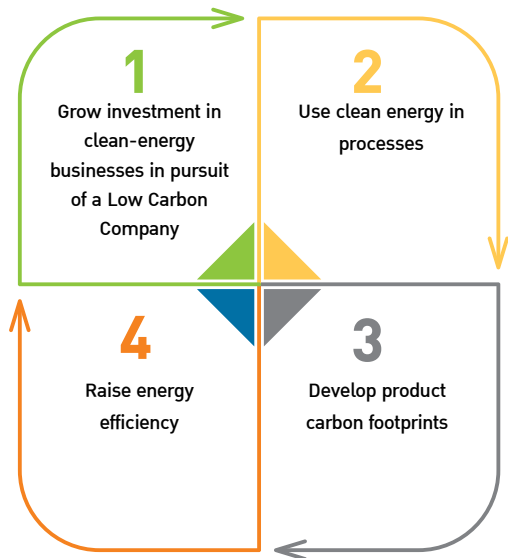 1
Grow investment in
clean-energy
businesses in pursuit
of a Low Carbon
Company
2
Use clean energy in
processes
3
Develop product
carbon footprints
4
Raise energy
efficiency